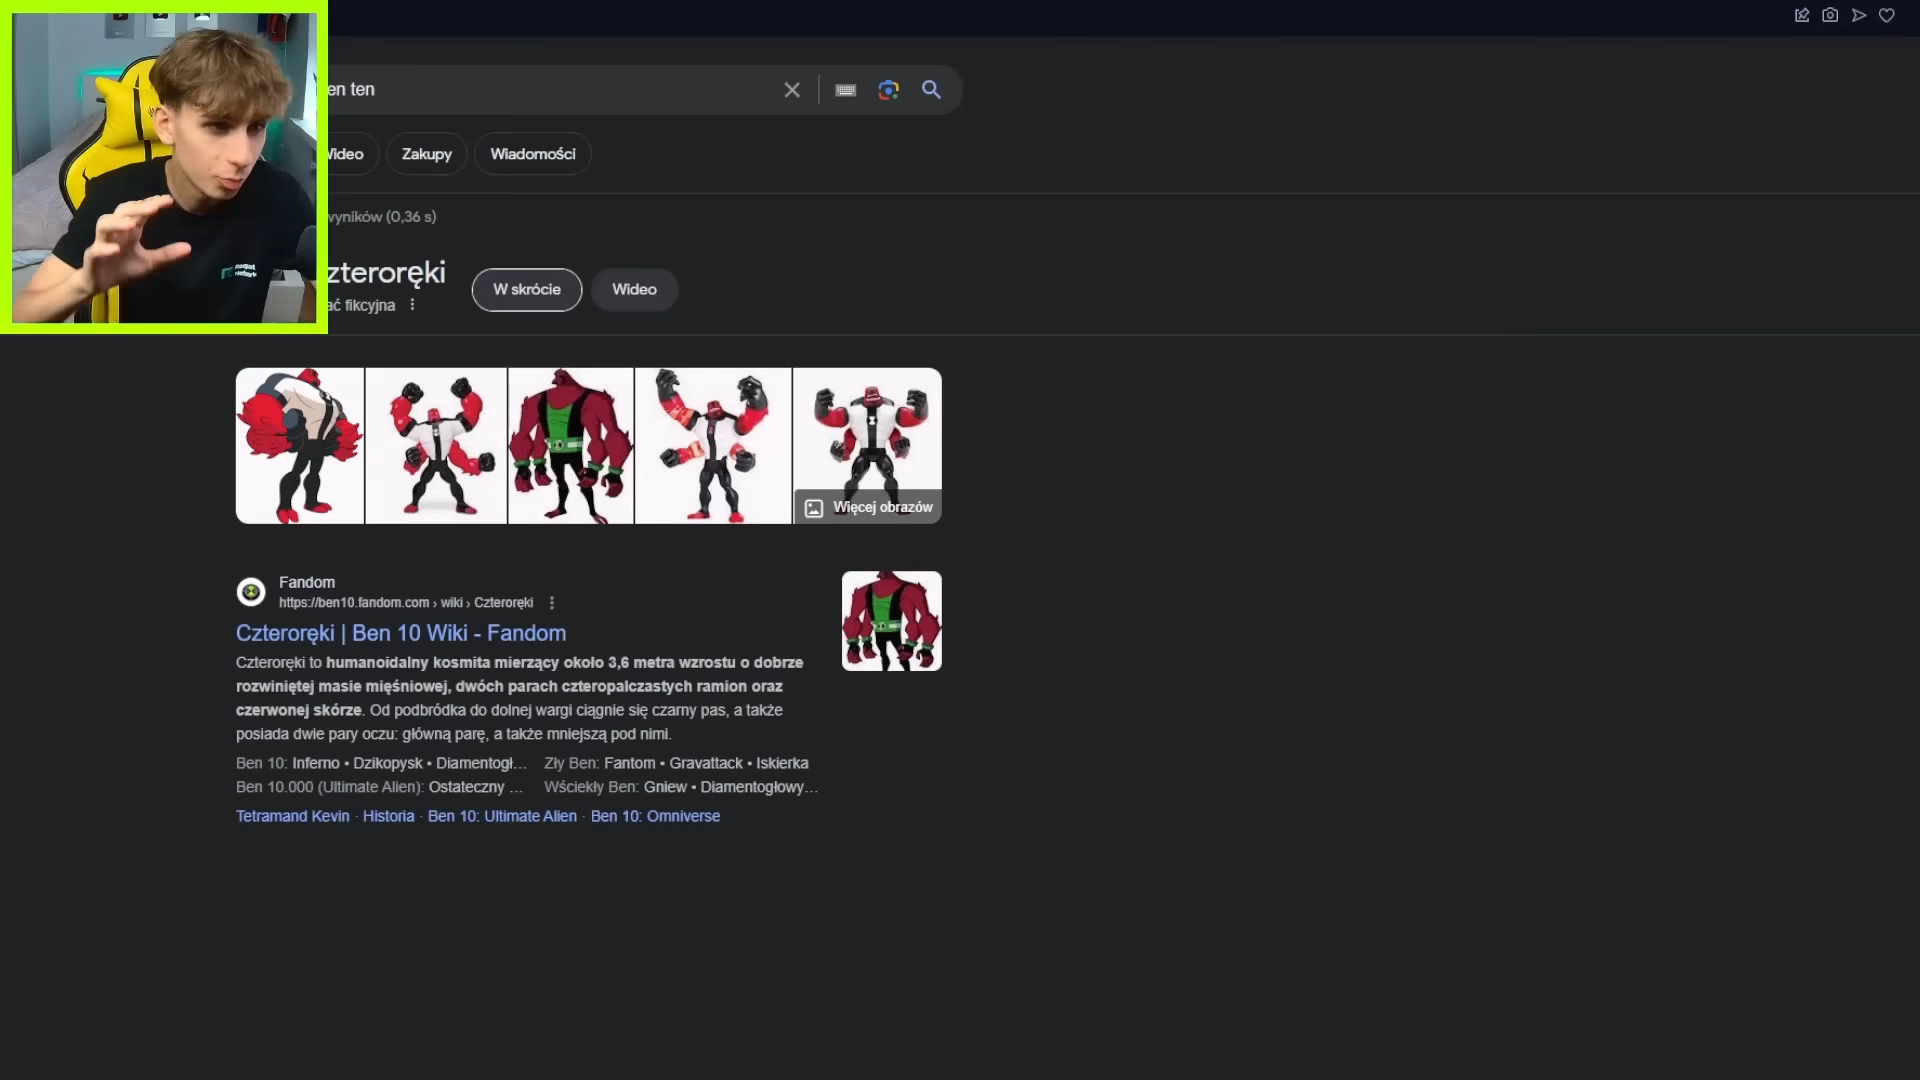 en ten
Wideo
Zakupy
Wiadomości
wyników (0,36 s)
zteroręki
ać fikcyjna
W skrócie
Wideo
Więcej obrazów
Fandom
https://ben10.fandom.com › wiki › Czteroręki
Czteroręki | Ben 10 Wiki - Fandom
Czteroręki to humanoidalny kosmita mierzący około 3,6 metra wzrostu o dobrze
rozwiniętej masie mięśniowej, dwóch parach czteropalczastych ramion oraz
czerwonej skórze. Od podbródka do dolnej wargi ciągnie się czarny pas, a także
posiada dwie pary oczu: główną parę, a także mniejszą pod nimi.
Ben 10: Inferno • Dzikopysk • Diamentogł... Zły Ben: Fantom • Gravattack • Iskierka
Ben 10.000 (Ultimate Alien): Ostateczny ... Wściekły Ben: Gniew • Diamentogłowy...
Tetramand Kevin · Historia · Ben 10: Ultimate Alien · Ben 10: Omniverse